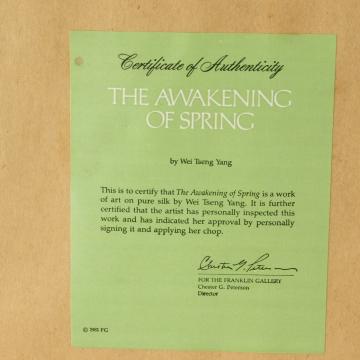 Certificate of Authenticity
THE AWAKENING
OF SPRING
by Wei Tseng Yang
This is to certify that The Awakening of Spring is a work
of art on pure silk by Wei Tseng Yang. It is further
certified that the artist has personally inspected this
work and has indicated her approval by personally
signing it and applying her chop.
Chester G. Peterson
FOR THE FRANKLIN GALLERY
Chester G. Peterson
Director